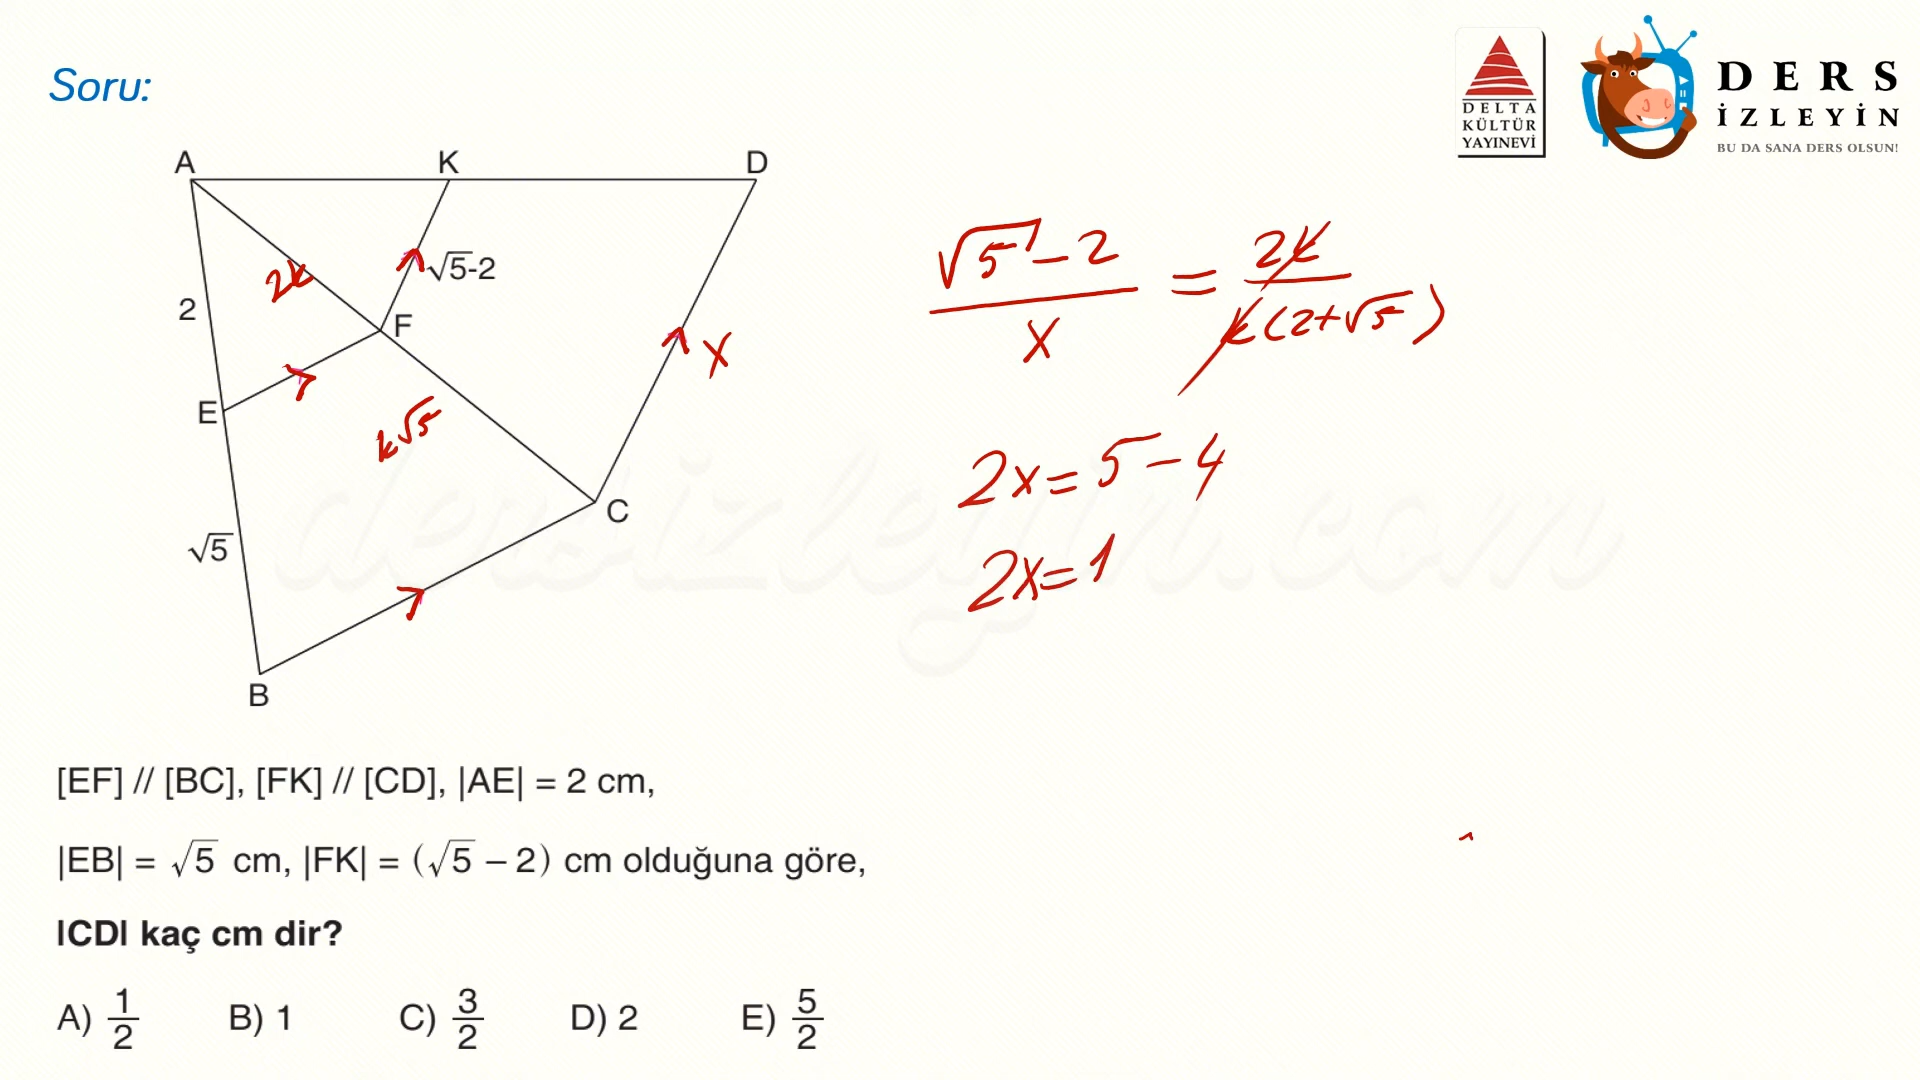 Soru:
DELTA
KÜLTÜR
YAYINEVİ
DERS
İZLEYİN
BU DA SANA DERS OLSUN!
A
K
D
2k
√5-2
2
F
x
E
k√5
C
√5
B
√5 - 2 / x = 2k / k(2+√5)
2x = 5 - 4
2x = 1
dersizleyin.com
[EF] // [BC], [FK] // [CD], |AE| = 2 cm,
|EB| = √5 cm, |FK| = (√5 – 2) cm olduğuna göre,
|CD| kaç cm dir?
A) 1/2 B) 1 C) 3/2 D) 2 E) 5/2